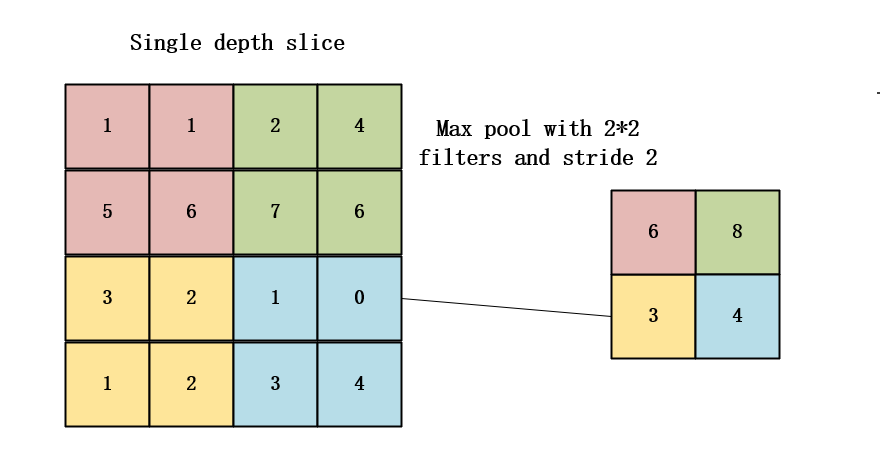 Single depth slice
1 1 2 4
Max pool with 2*2
filters and stride 2
5 6 7 6
6 8
3 2 1 0
3 4
1 2 3 4